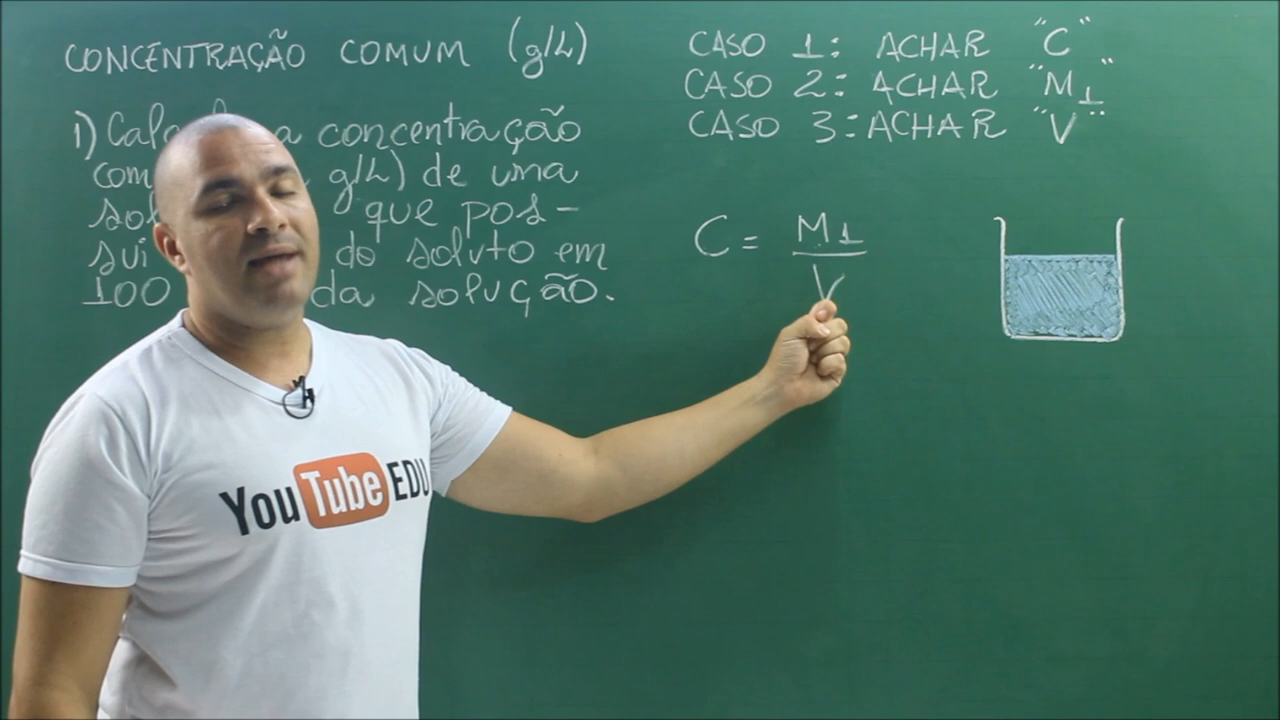 CONCENTRAÇÃO COMUM (g/L)
1) concentração
com g/L) de uma
sol que pos-
sui do soluto em
100 da solução.
CASO 1: ACHAR "C"
CASO 2: ACHAR "M1"
CASO 3: ACHAR "V"
C = M1
V
YouTube EDU